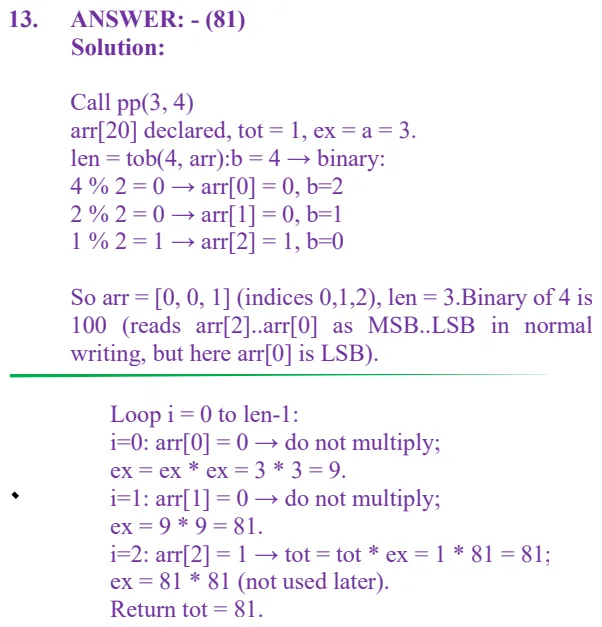 13. ANSWER: - (81)
Solution:
Call pp(3, 4)
arr[20] declared, tot = 1, ex = a = 3.
len = tob(4, arr):b = 4 → binary:
4 % 2 = 0 → arr[0] = 0, b=2
2 % 2 = 0 → arr[1] = 0, b=1
1 % 2 = 1 → arr[2] = 1, b=0
So arr = [0, 0, 1] (indices 0,1,2), len = 3.Binary of 4 is
100 (reads arr[2]..arr[0] as MSB..LSB in normal
writing, but here arr[0] is LSB).
Loop i = 0 to len-1:
i=0: arr[0] = 0 → do not multiply;
ex = ex * ex = 3 * 3 = 9.
i=1: arr[1] = 0 → do not multiply;
ex = 9 * 9 = 81.
i=2: arr[2] = 1 → tot = tot * ex = 1 * 81 = 81;
ex = 81 * 81 (not used later).
Return tot = 81.